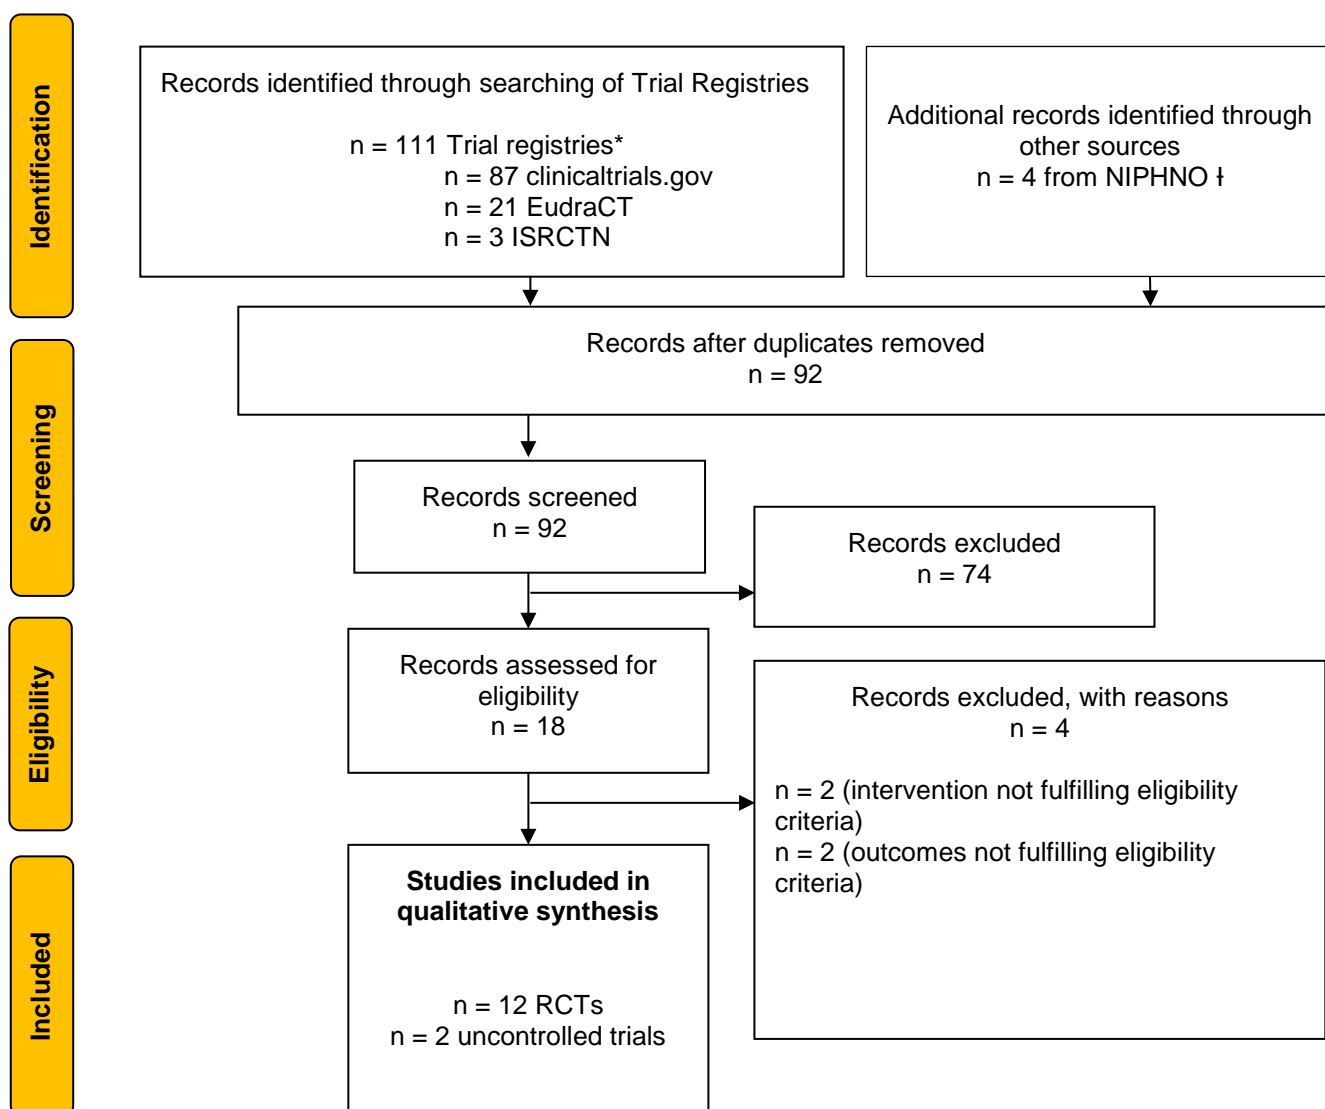 Identification
Records identified through searching of Trial Registries
n = 111 Trial registries*
n = 87 clinicaltrials.gov
n = 21 EudraCT
n = 3 ISRCTN
Additional records identified through
other sources
n = 4 from NIPHNO ƚ
Records after duplicates removed
n = 92
Screening
Records screened
n = 92
Records excluded
n = 74
Eligibility
Records assessed for
eligibility
n = 18
Records excluded, with reasons
n = 4
n = 2 (intervention not fulfilling eligibility
criteria)
n = 2 (outcomes not fulfilling eligibility
criteria)
Included
Studies included in
qualitative synthesis
n = 12 RCTs
n = 2 uncontrolled trials